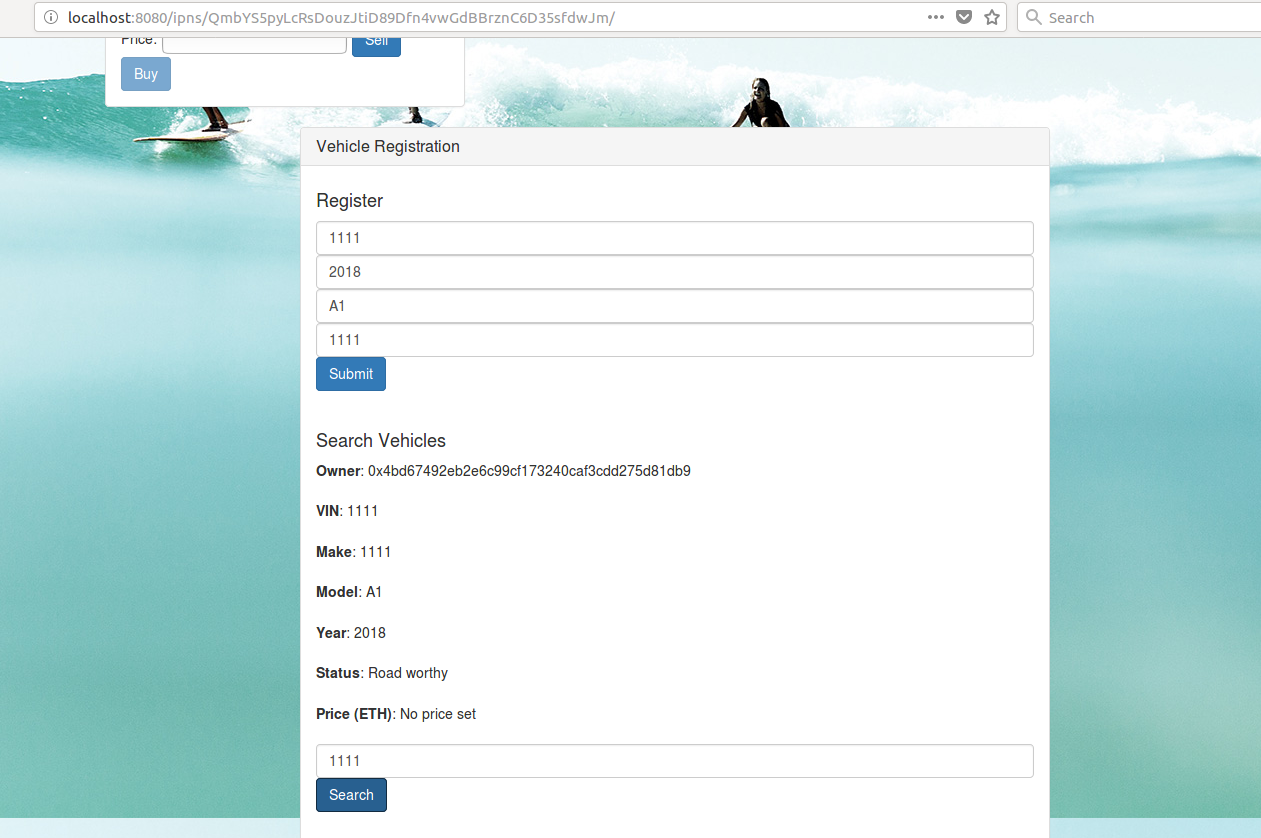 localhost:8080/ipns/QmbYS5pyLcRsDouzJtiD89Dfn4vwGdBBrznC6D35sfdwJm/
Search
Price:
Sell
Buy
Vehicle Registration
Register
1111
2018
A1
1111
Submit
Search Vehicles
Owner: 0x4bd67492eb2e6c99cf173240caf3cdd275d81db9
VIN: 1111
Make: 1111
Model: A1
Year: 2018
Status: Road worthy
Price (ETH): No price set
1111
Search